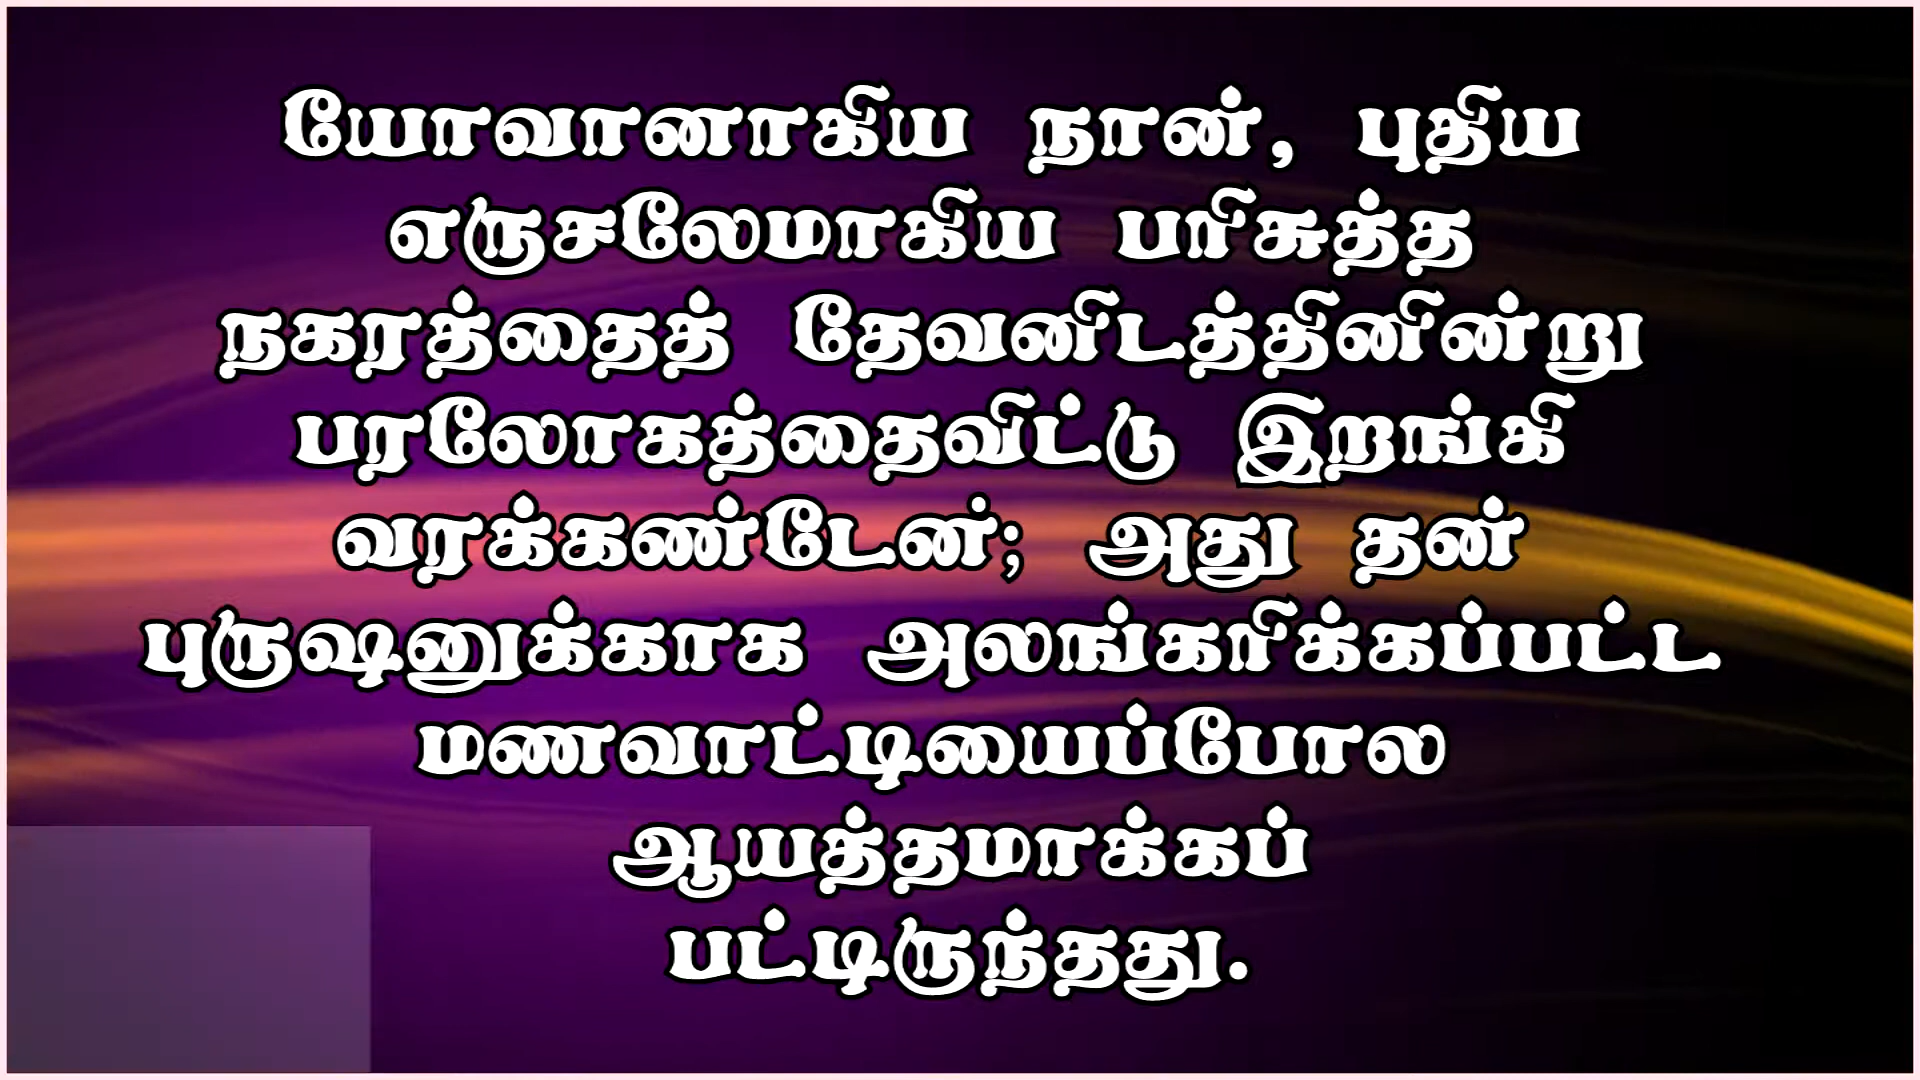 யோவானாகிய நான், புதிய
எருசலேமாகிய பரிசுத்த
நகரத்தைத் தேவனிடத்தினின்று
பரலோகத்தைவிட்டு இறங்கி
வரக்கண்டேன்; அது தன்
புருஷனுக்காக அலங்கரிக்கப்பட்ட
மணவாட்டியைப்போல
ஆயத்தமாக்கப்
பட்டிருந்தது.